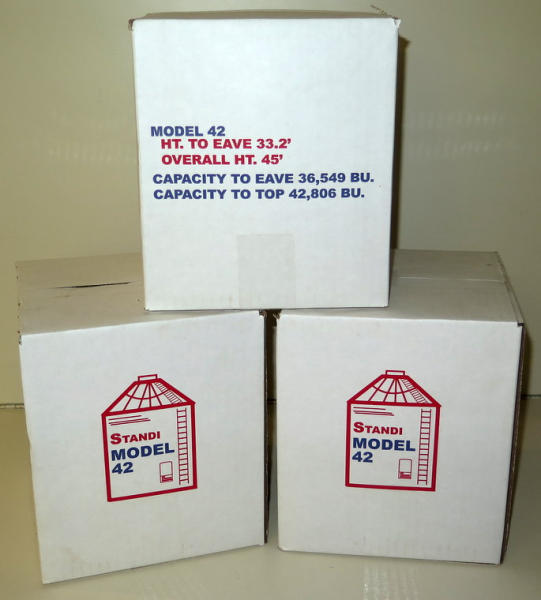 MODEL 42
HT. TO EAVE 33.2'
OVERALL HT. 45'
CAPACITY TO EAVE 36,549 BU.
CAPACITY TO TOP 42,806 BU.
STANDI
MODEL
42
STANDI
MODEL
42